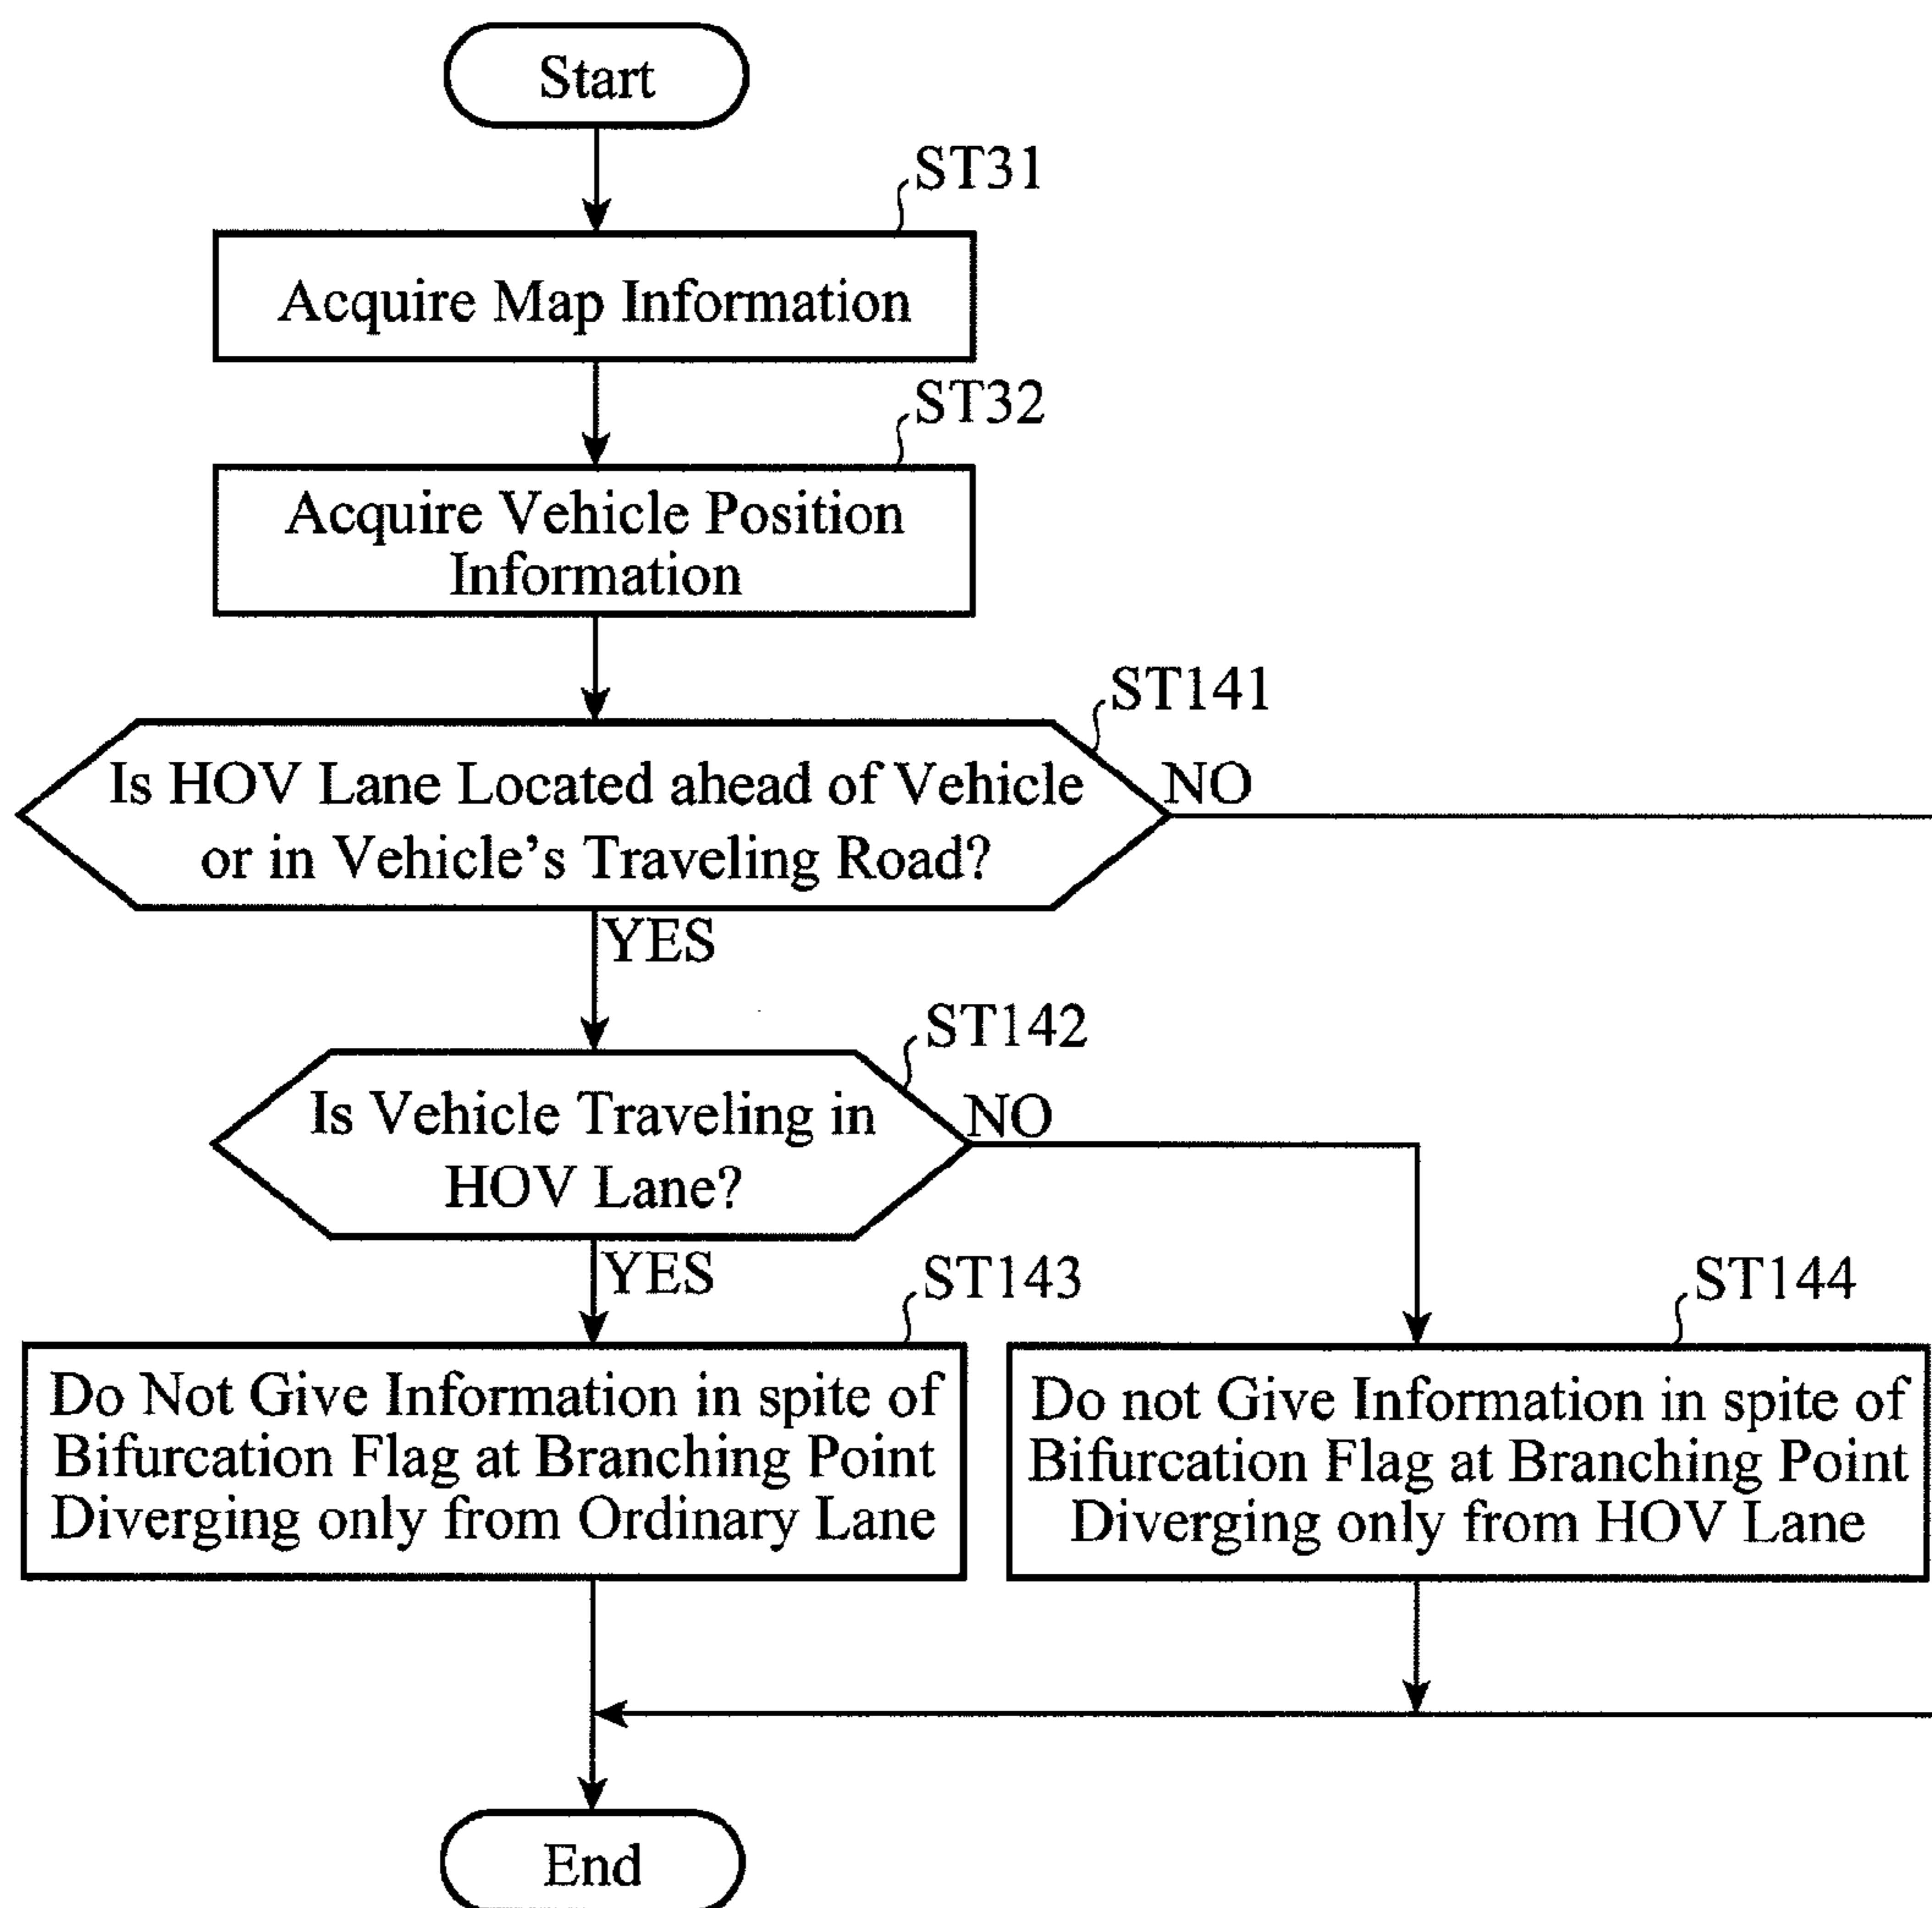 Start
ST31
Acquire Map Information
ST32
Acquire Vehicle Position
Information
ST141
Is HOV Lane Located ahead of Vehicle
or in Vehicle's Traveling Road?
NO
YES
ST142
Is Vehicle Traveling in
HOV Lane?
NO
YES
ST143
Do Not Give Information in spite of
Bifurcation Flag at Branching Point
Diverging only from Ordinary Lane
ST144
Do not Give Information in spite of
Bifurcation Flag at Branching Point
Diverging only from HOV Lane
End